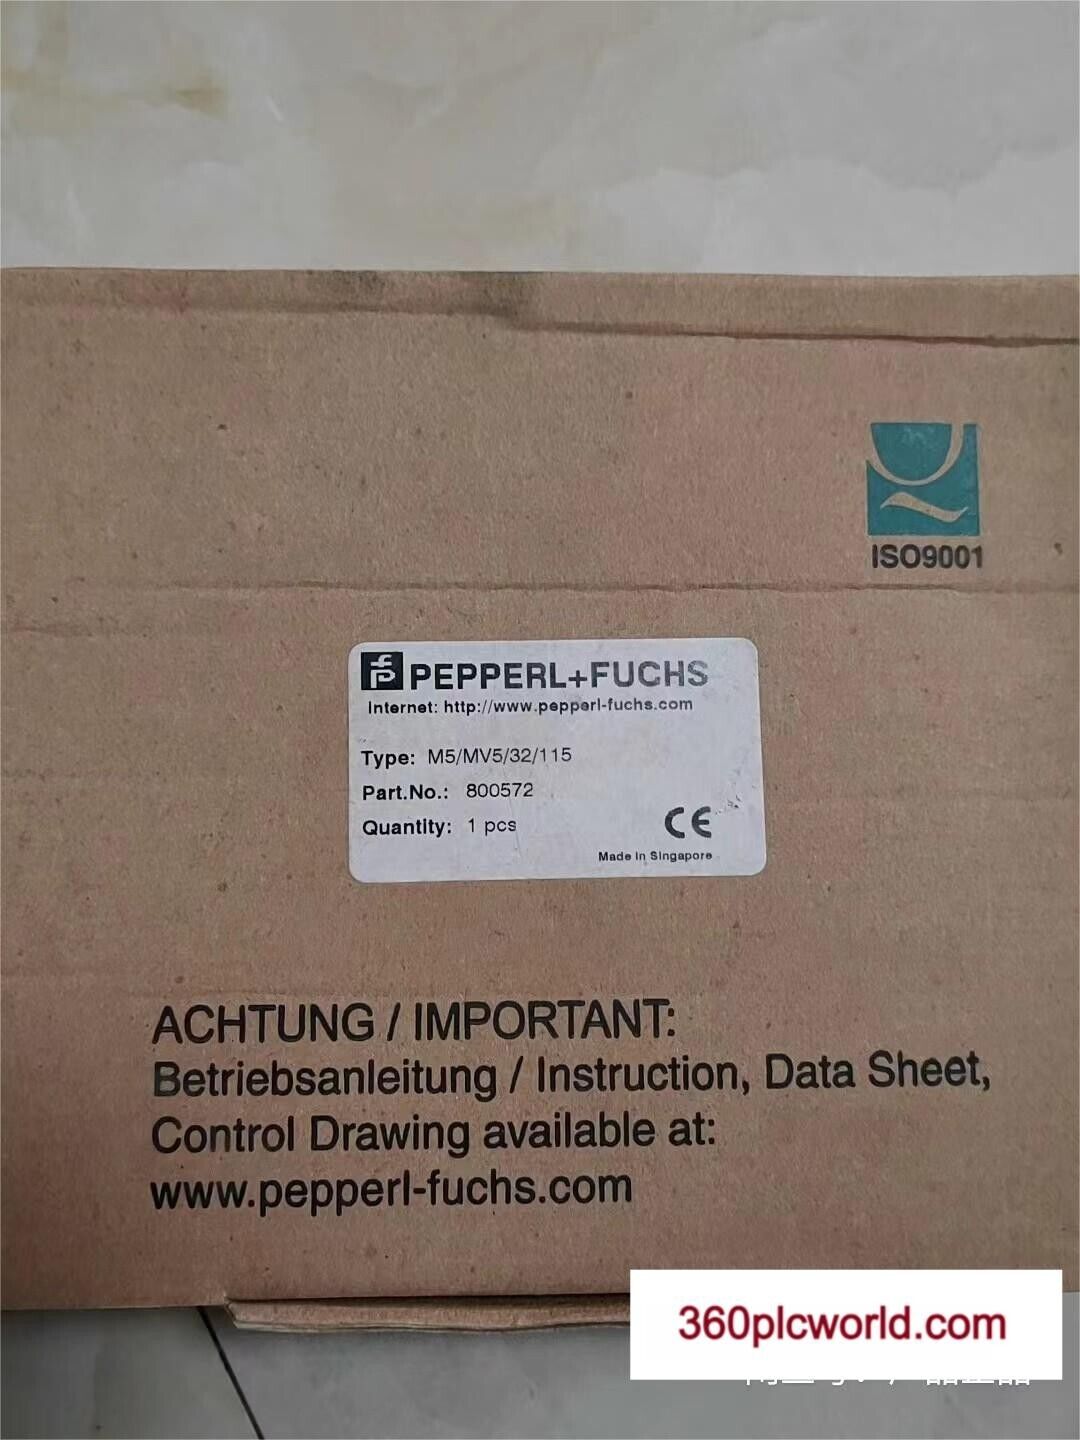 ISO9001
PEPPERL+FUCHS
Internet: http://www.pepperl-fuchs.com
Type: M5/MV5/32/115
Part.No.: 800572
Quantity: 1 pcs
CE
Made in Singapore
ACHTUNG / IMPORTANT:
Betriebsanleitung / Instruction, Data Sheet,
Control Drawing available at:
www.pepperl-fuchs.com
360plcworld.com